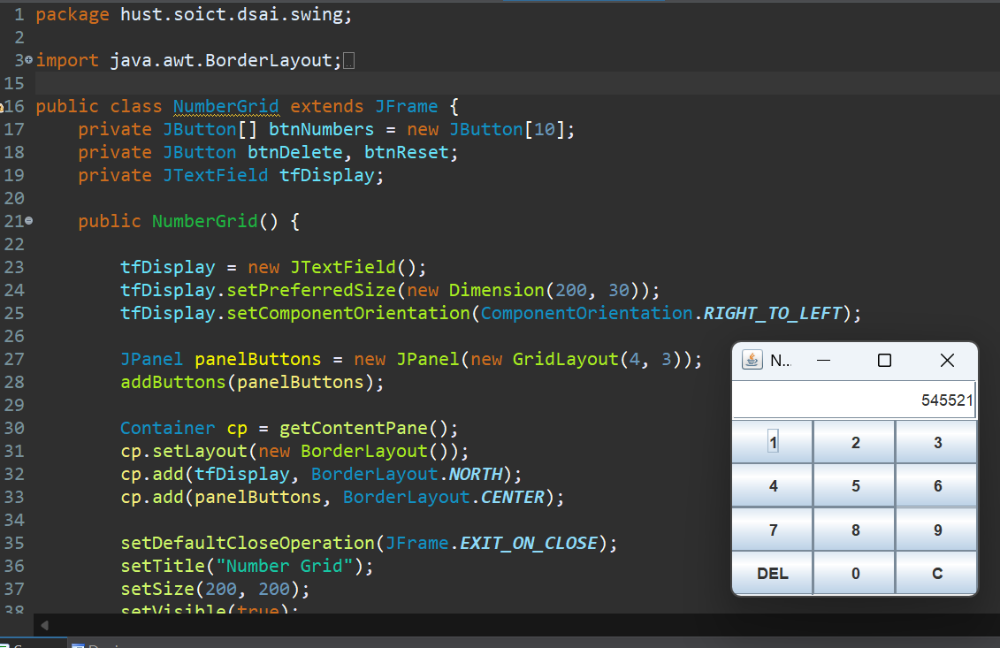 1 package hust.soict.dsai.swing;
2
3 import java.awt.BorderLayout;
15
16 public class NumberGrid extends JFrame {
17 private JButton[] btnNumbers = new JButton[10];
18 private JButton btnDelete, btnReset;
19 private JTextField tfDisplay;
20
21 public NumberGrid() {
22
23 tfDisplay = new JTextField();
24 tfDisplay.setPreferredSize(new Dimension(200, 30));
25 tfDisplay.setComponentOrientation(ComponentOrientation.RIGHT_TO_LEFT);
26
27 JPanel panelButtons = new JPanel(new GridLayout(4, 3));
28 addButtons(panelButtons);
29
30 Container cp = getContentPane();
31 cp.setLayout(new BorderLayout());
32 cp.add(tfDisplay, BorderLayout.NORTH);
33 cp.add(panelButtons, BorderLayout.CENTER);
34
35 setDefaultCloseOperation(JFrame.EXIT_ON_CLOSE);
36 setTitle("Number Grid");
37 setSize(200, 200);
38 setVisible(true);
N...
545521
1 2 3
4 5 6
7 8 9
DEL 0 C